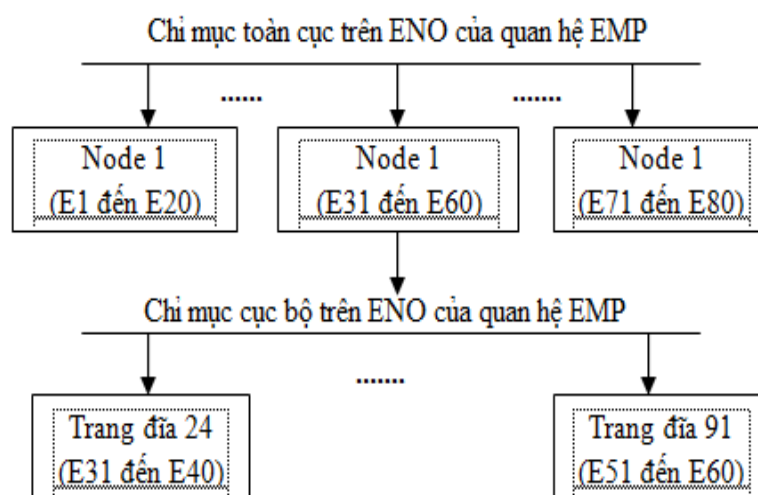 Chỉ mục toàn cục trên ENO của quan hệ EMP
...... .......
Node 1 Node 1 Node 1
(E1 đến E20) (E31 đến E60) (E71 đến E80)
Chỉ mục cục bộ trên ENO của quan hệ EMP
.......
Trang đĩa 24 Trang đĩa 91
(E31 đến E40) (E51 đến E60)